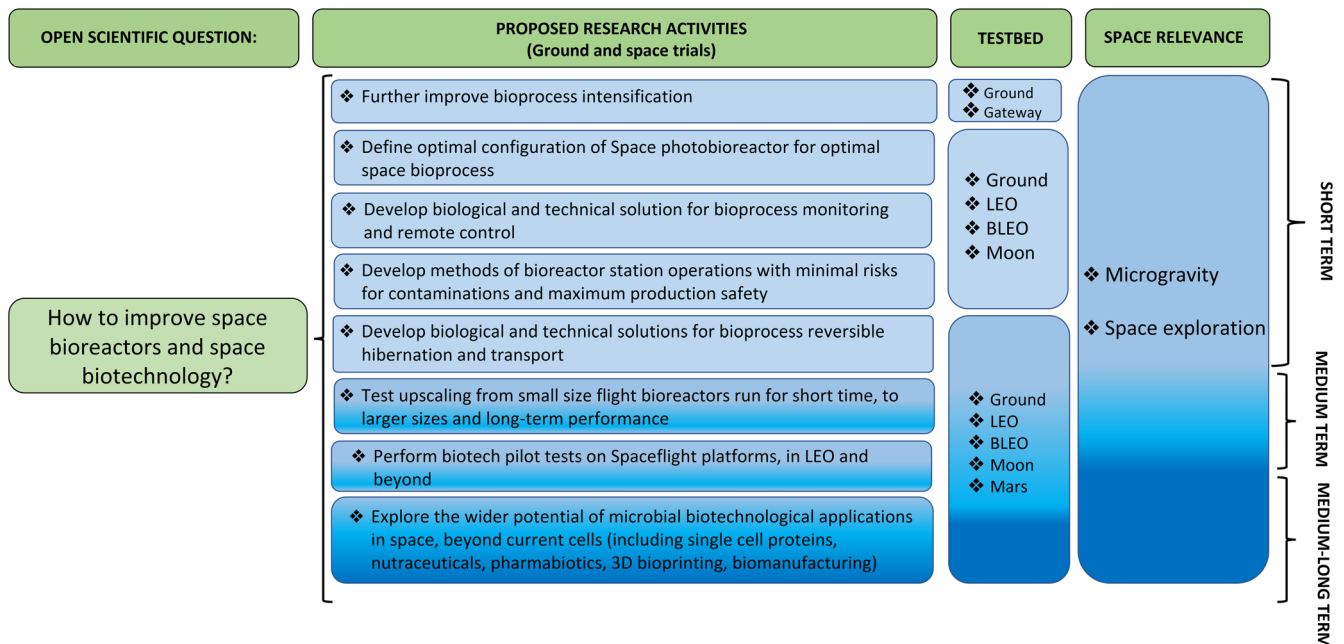 OPEN SCIENTIFIC QUESTION:
PROPOSED RESEARCH ACTIVITIES
(Ground and space trials)
TESTBED
SPACE RELEVANCE
How to improve space
bioreactors and space
biotechnology?
❖ Further improve bioprocess intensification
❖ Define optimal configuration of Space photobioreactor for optimal
space bioprocess
❖ Develop biological and technical solution for bioprocess monitoring
and remote control
❖ Develop methods of bioreactor station operations with minimal risks
for contaminations and maximum production safety
❖ Develop biological and technical solutions for bioprocess reversible
hibernation and transport
❖ Test upscaling from small size flight bioreactors run for short time, to
larger sizes and long-term performance
❖ Perform biotech pilot tests on Spaceflight platforms, in LEO and
beyond
❖ Explore the wider potential of microbial biotechnological applications
in space, beyond current cells (including single cell proteins,
nutraceuticals, pharmabiotics, 3D bioprinting, biomanufacturing)
❖ Ground
❖ Gateway
❖ Ground
❖ LEO
❖ BLEO
❖ Moon
❖ Ground
❖ LEO
❖ BLEO
❖ Moon
❖ Mars
❖ Microgravity
❖ Space exploration
SHORT TERM
MEDIUM TERM
MEDIUM-LONG TERM